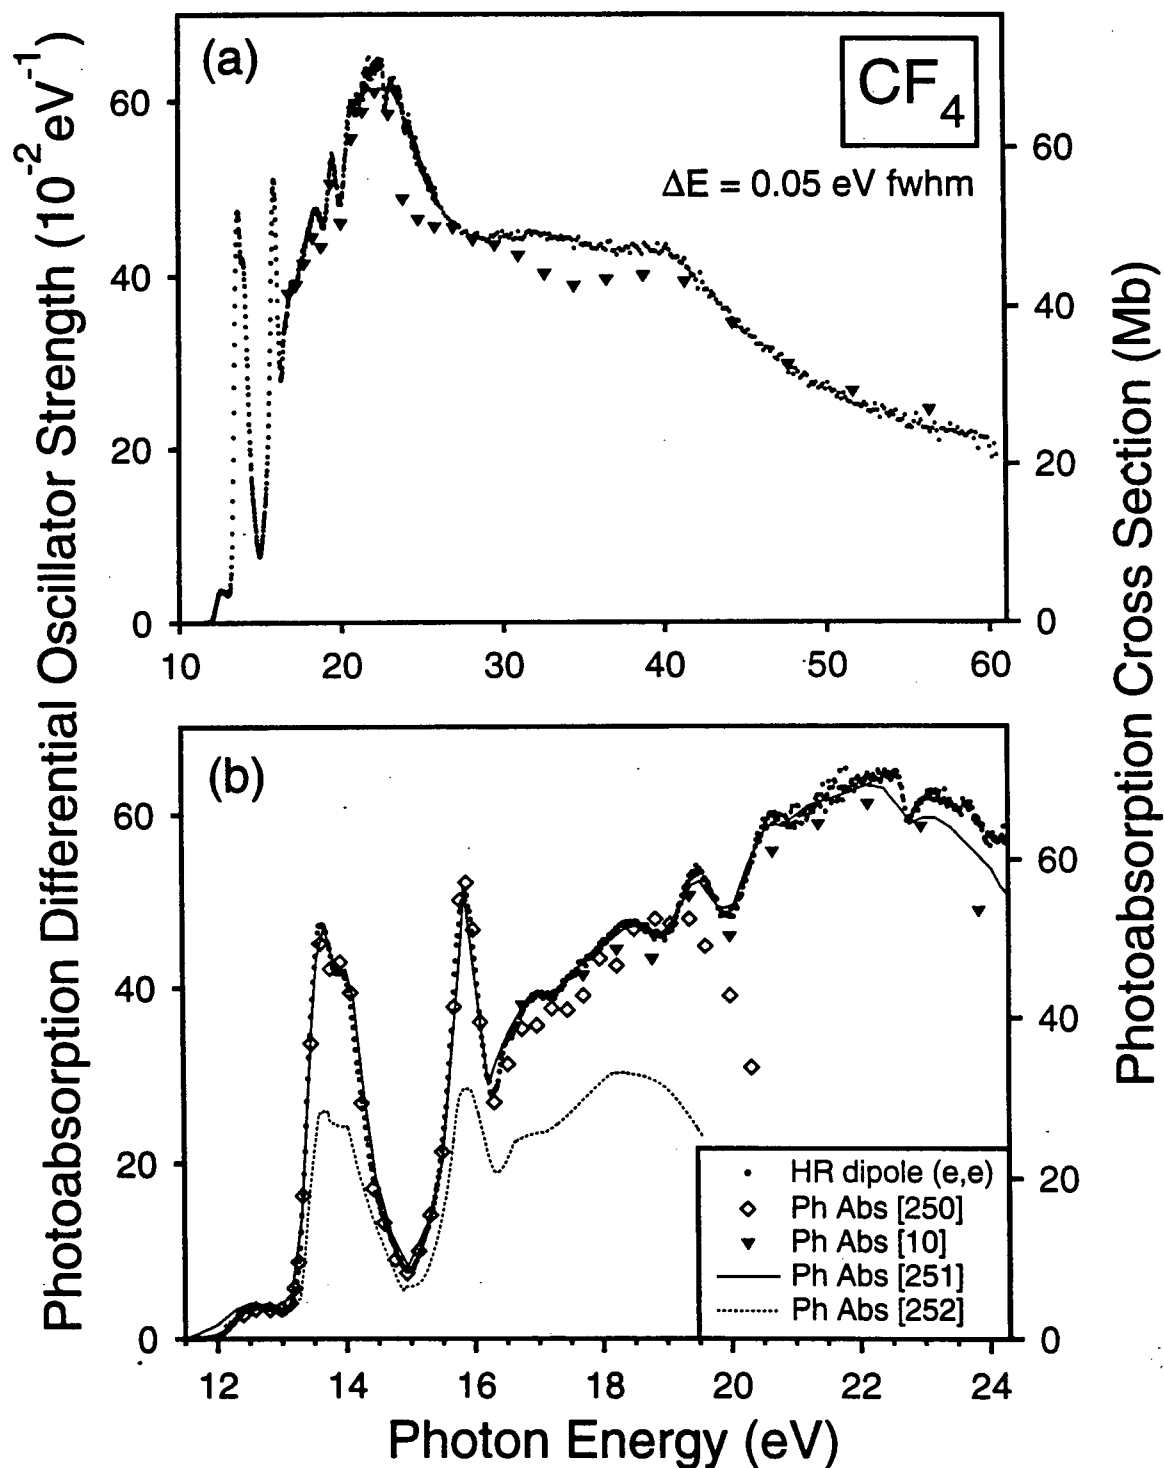 Photoabsorption Differential Oscillator Strength (10⁻² eV⁻¹)
Photoabsorption Cross Section (Mb)
(a)
CF₄
ΔE = 0.05 eV fwhm
60
40
20
0
60
40
20
0
10 20 30 40 50 60
(b)
60
40
20
0
60
40
20
0
HR dipole (e,e)
Ph Abs [250]
Ph Abs [10]
Ph Abs [251]
Ph Abs [252]
12 14 16 18 20 22 24
Photon Energy (eV)